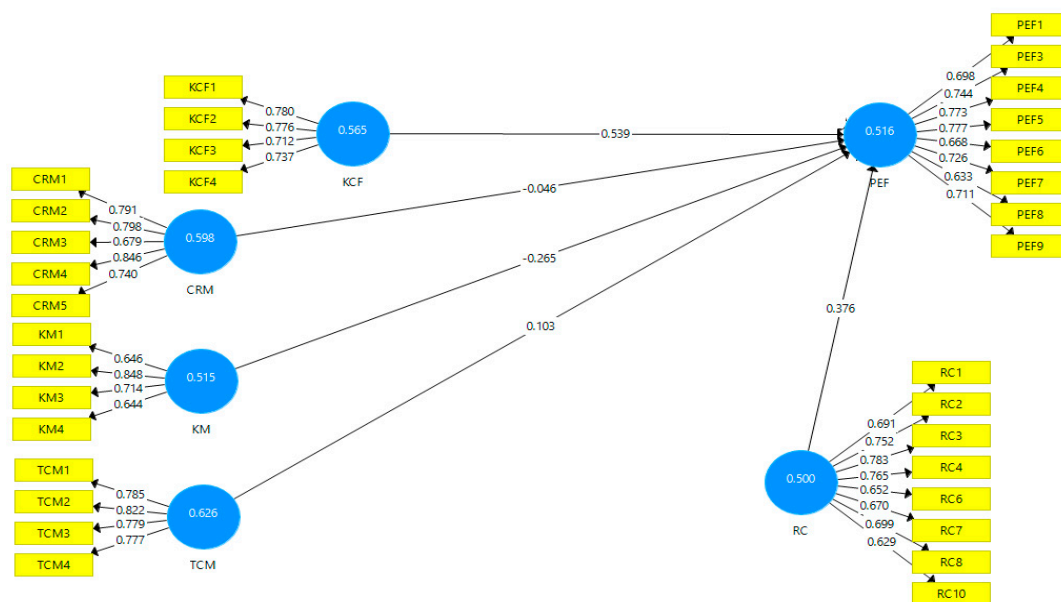 PEF1
PEF3
PEF4
PEF5
PEF6
PEF7
PEF8
PEF9
0.698
0.744
0.773
0.777
0.668
0.726
0.633
0.711
0.516
PEF
KCF1
KCF2
KCF3
KCF4
0.780
0.776
0.712
0.737
0.565
KCF
0.539
CRM1
CRM2
CRM3
CRM4
CRM5
0.791
0.798
0.679
0.846
0.740
0.598
CRM
-0.046
KM1
KM2
KM3
KM4
0.646
0.848
0.714
0.644
0.515
KM
-0.265
TCM1
TCM2
TCM3
TCM4
0.785
0.822
0.779
0.777
0.626
TCM
0.103
0.376
RC1
RC2
RC3
RC4
RC6
RC7
RC8
RC10
0.691
0.752
0.783
0.765
0.652
0.670
0.699
0.629
0.500
RC